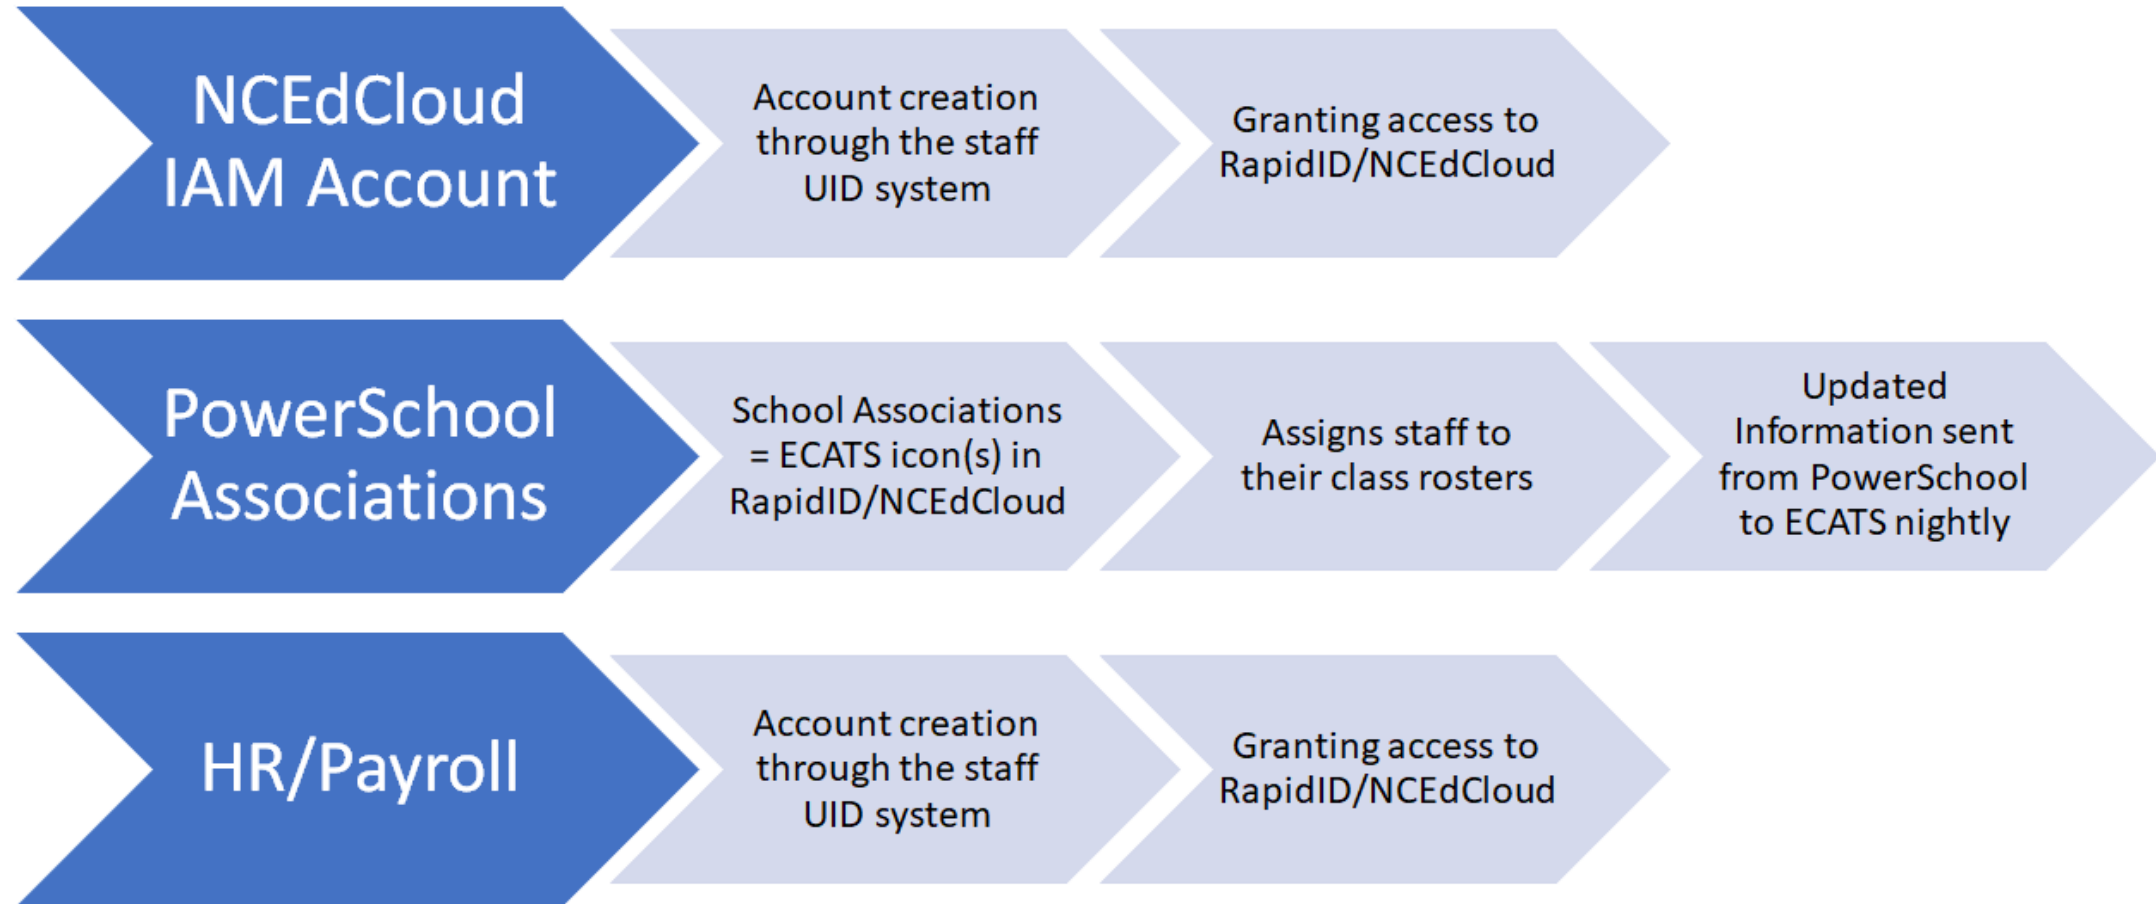 NCEdCloud
IAM Account
Account creation
through the staff
UID system
Granting access to
RapidID/NCEdCloud
PowerSchool
Associations
School Associations
= ECATS icon(s) in
RapidID/NCEdCloud
Assigns staff to
their class rosters
Updated
Information sent
from PowerSchool
to ECATS nightly
HR/Payroll
Account creation
through the staff
UID system
Granting access to
RapidID/NCEdCloud